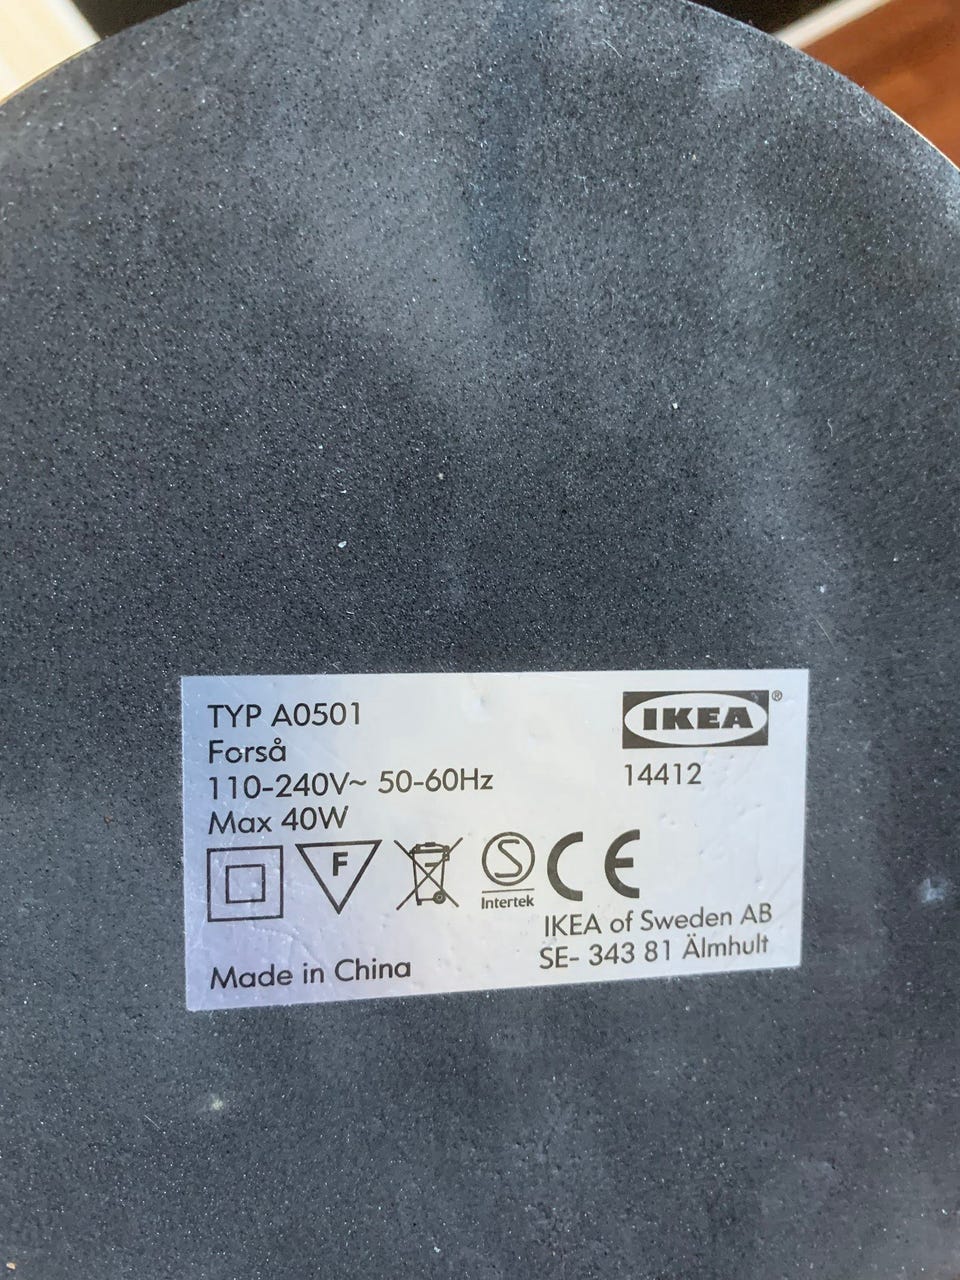 TYP A0501
Forså
110-240V~ 50-60Hz
Max 40W
IKEA®
14412
F
S
Intertek
CE
IKEA of Sweden AB
SE- 343 81 Älmhult
Made in China